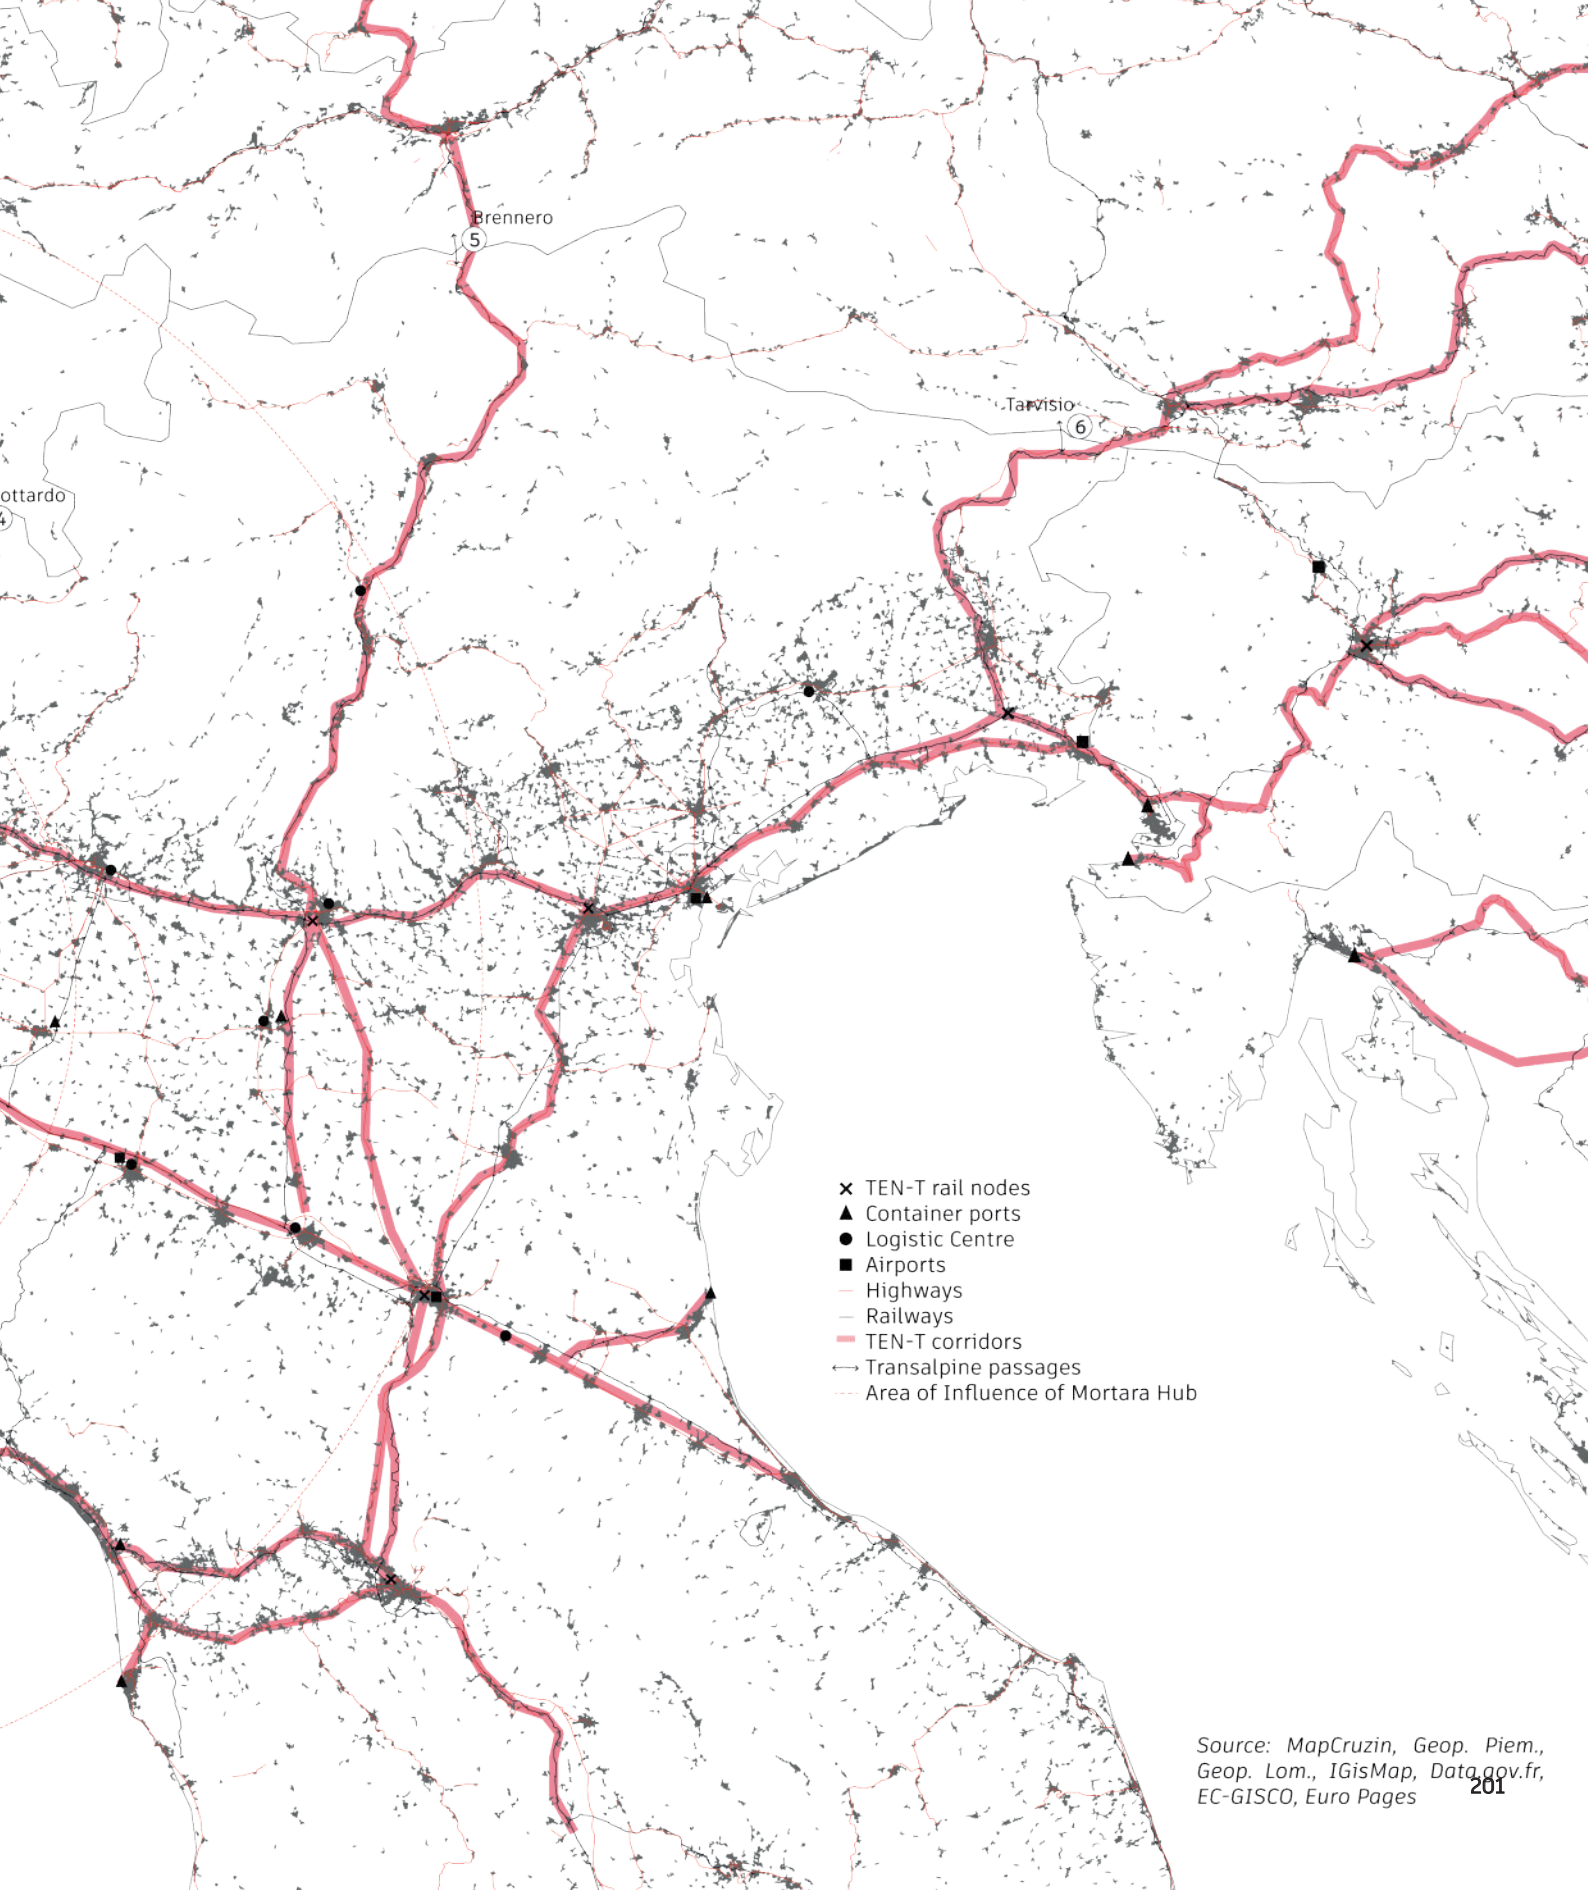 Brennero
5
Tarvisio
6
ottardo
4
TEN-T rail nodes
Container ports
Logistic Centre
Airports
Highways
Railways
TEN-T corridors
Transalpine passages
Area of Influence of Mortara Hub
Source: MapCruzin, Geop. Piem.,
Geop. Lom., IGisMap, Data.gov.fr,
EC-GISCO, Euro Pages
201